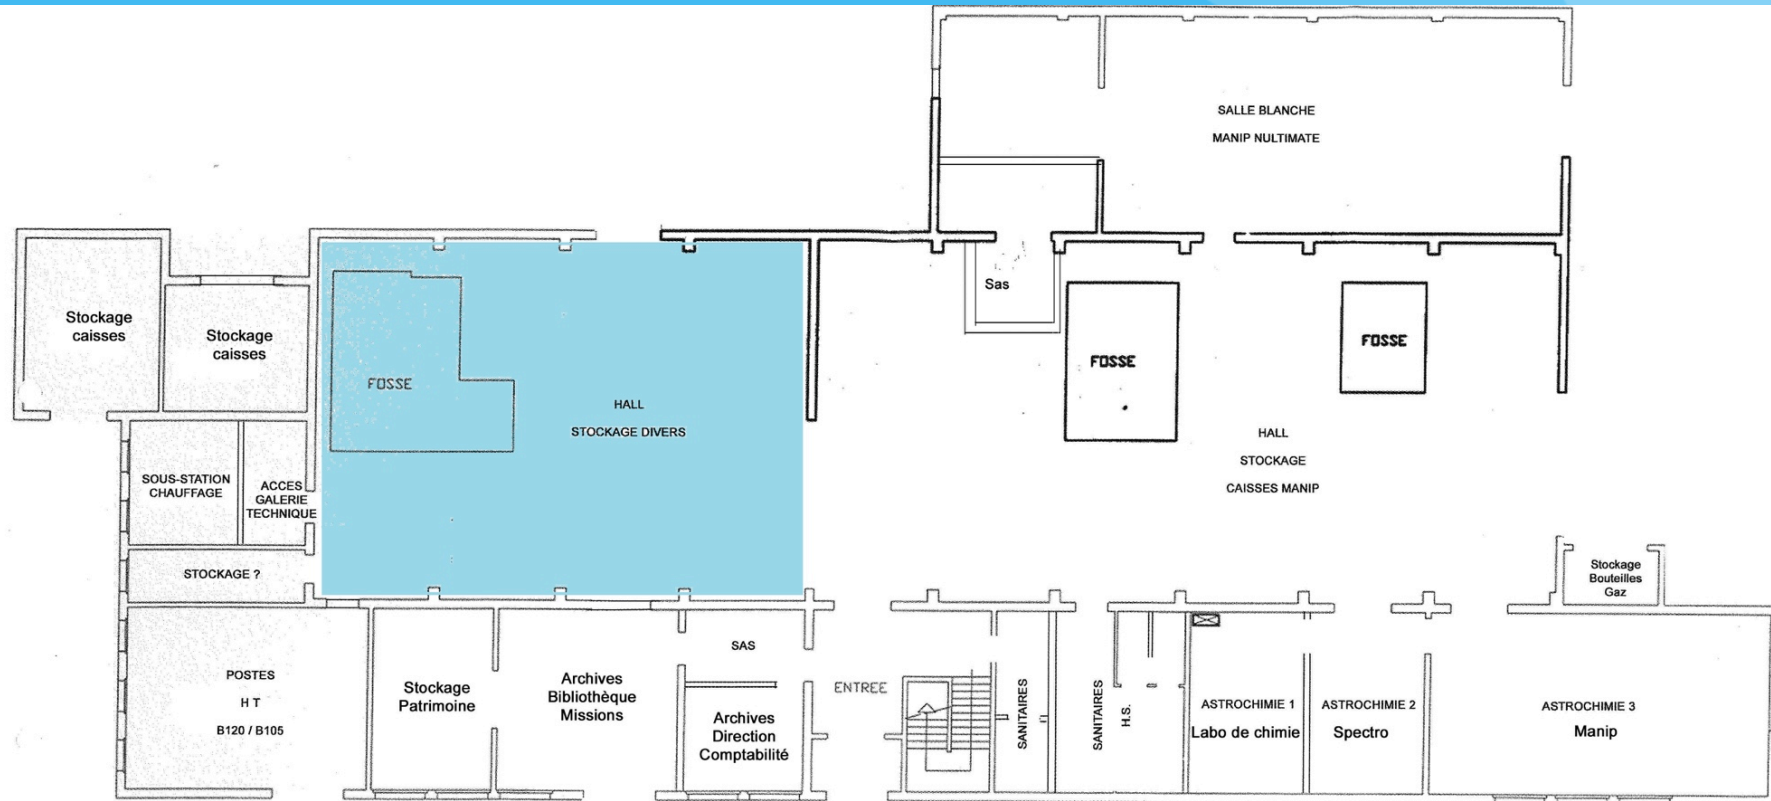 SALLE BLANCHE
MANIP NULTIMATE
Sas
Stockage
caisses
Stockage
caisses
FOSSE
FOSSE
FOSSE
HALL
STOCKAGE DIVERS
HALL
STOCKAGE
CAISSES MANIP
SOUS-STATION
CHAUFFAGE
ACCES
GALERIE
TECHNIQUE
STOCKAGE ?
Stockage
Bouteilles
Gaz
POSTES
H T
B120 / B105
Stockage
Patrimoine
Archives
Bibliothèque
Missions
SAS
Archives
Direction
Comptabilité
ENTREE
SANITAIRES
SANITAIRES
H.S.
ASTROCHIMIE 1
Labo de chimie
ASTROCHIMIE 2
Spectro
ASTROCHIMIE 3
Manip